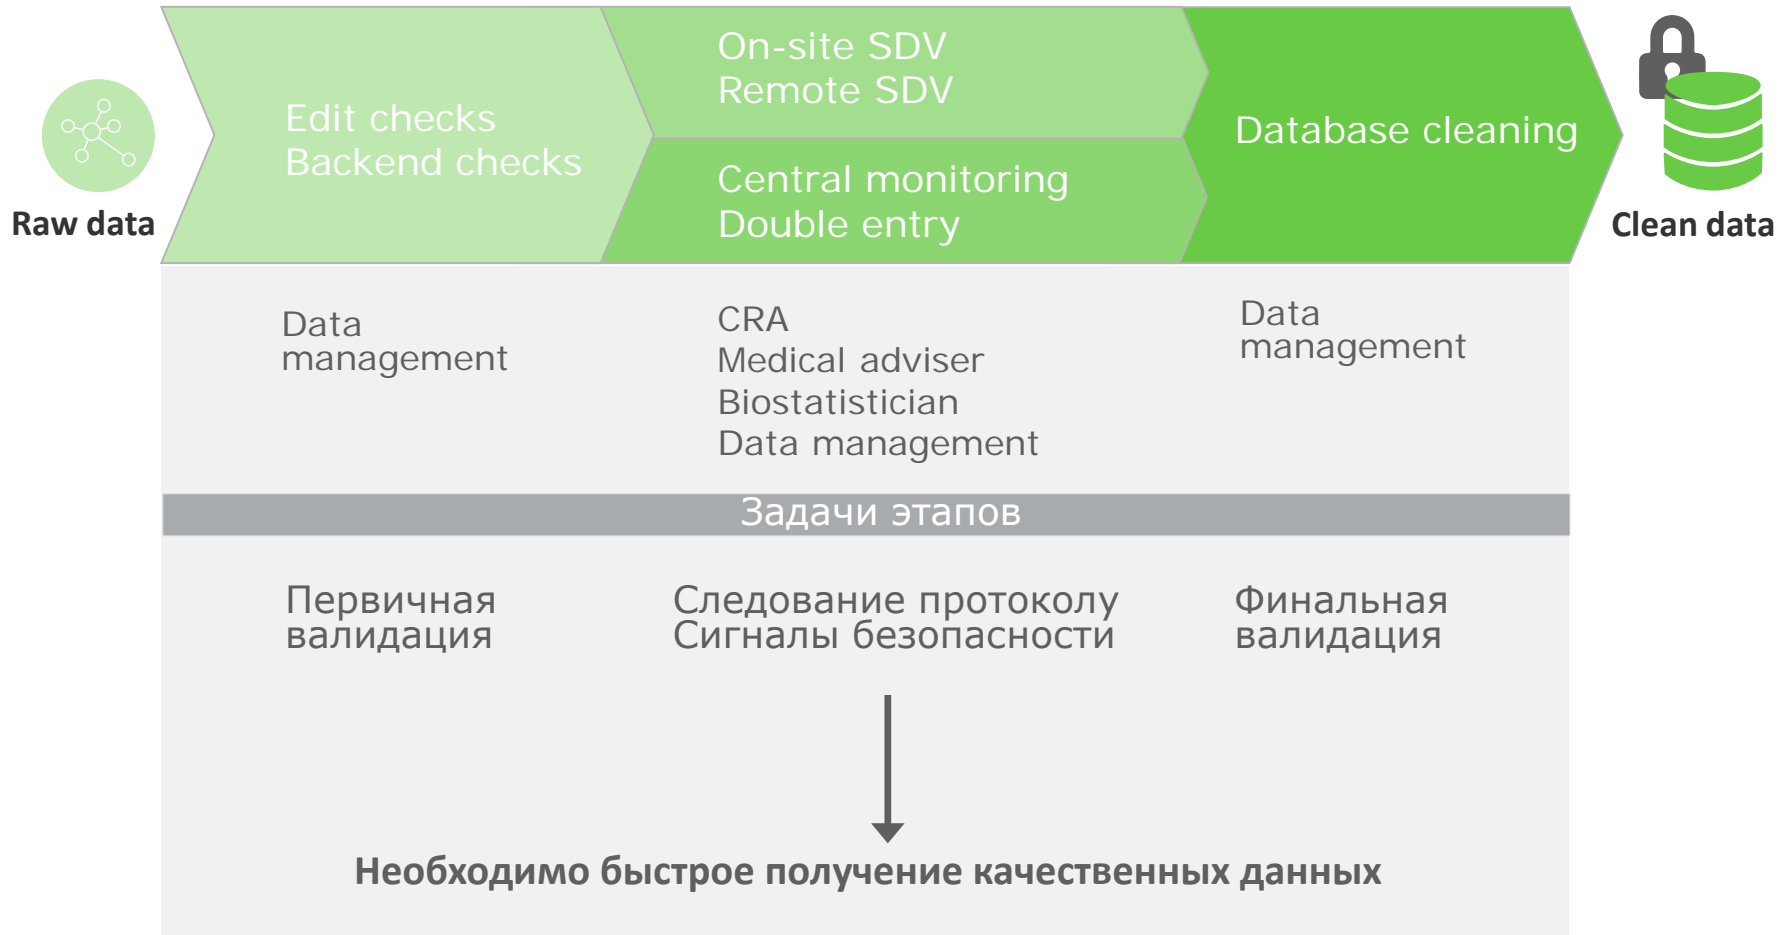 Raw data
Edit checks
Backend checks
On-site SDV
Remote SDV
Central monitoring
Double entry
Database cleaning
Clean data
Data
management
CRA
Medical adviser
Biostatistician
Data management
Data
management
Задачи этапов
Первичная
валидация
Следование протоколу
Сигналы безопасности
Финальная
валидация
Необходимо быстрое получение качественных данных